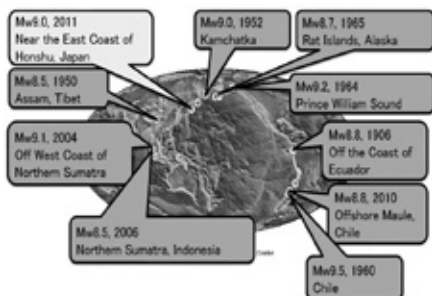 Mw9.0, 2011
Near the East Coast of
Honshu, Japan
Mw9.0, 1952
Kamchatka
Mw8.7, 1965
Rat Islands, Alaska
Mw8.5, 1950
Assam, Tibet
Mw9.2, 1964
Prince William Sound
Mw9.1, 2004
Off West Coast of
Northern Sumatra
Mw8.8, 1906
Off the Coast of
Ecuador
Mw8.5, 2006
Northern Sumatra, Indonesia
Mw8.8, 2010
Offshore Maule,
Chile
Mw9.5, 1960
Chile